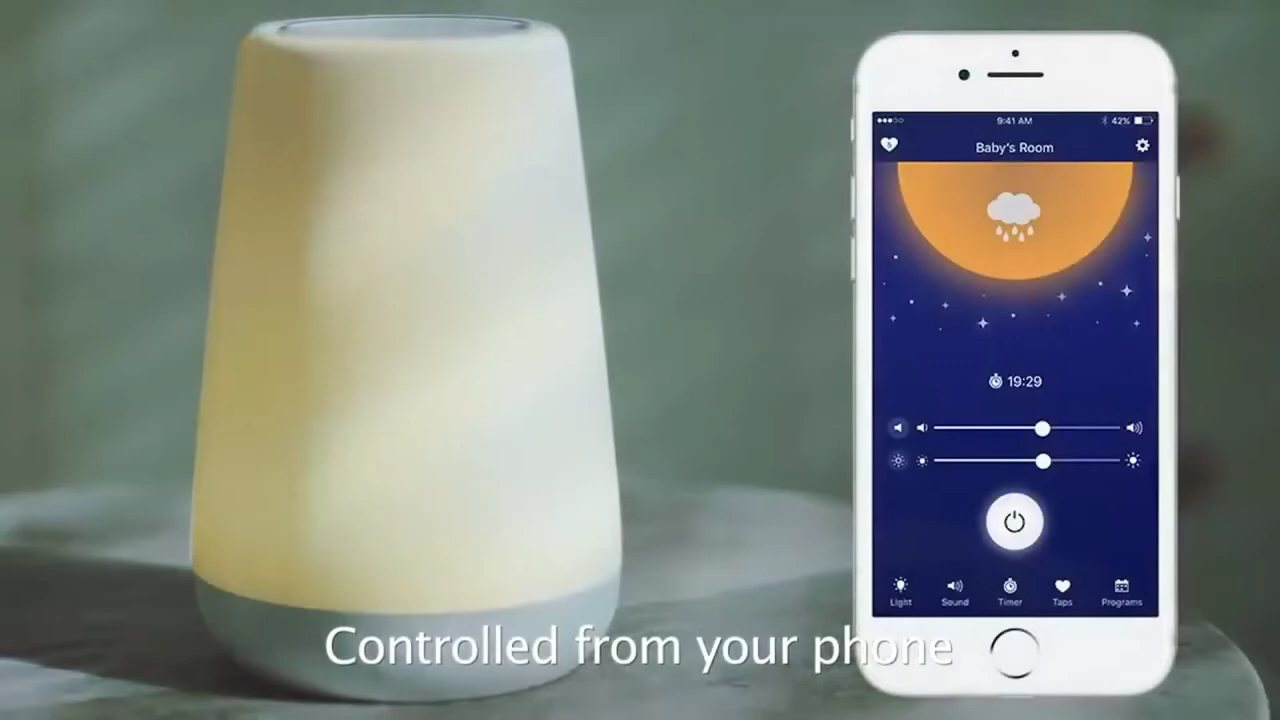 9:41 AM 42%
Baby's Room
19:29
Light Sound Timer Taps Programs
Controlled from your phone